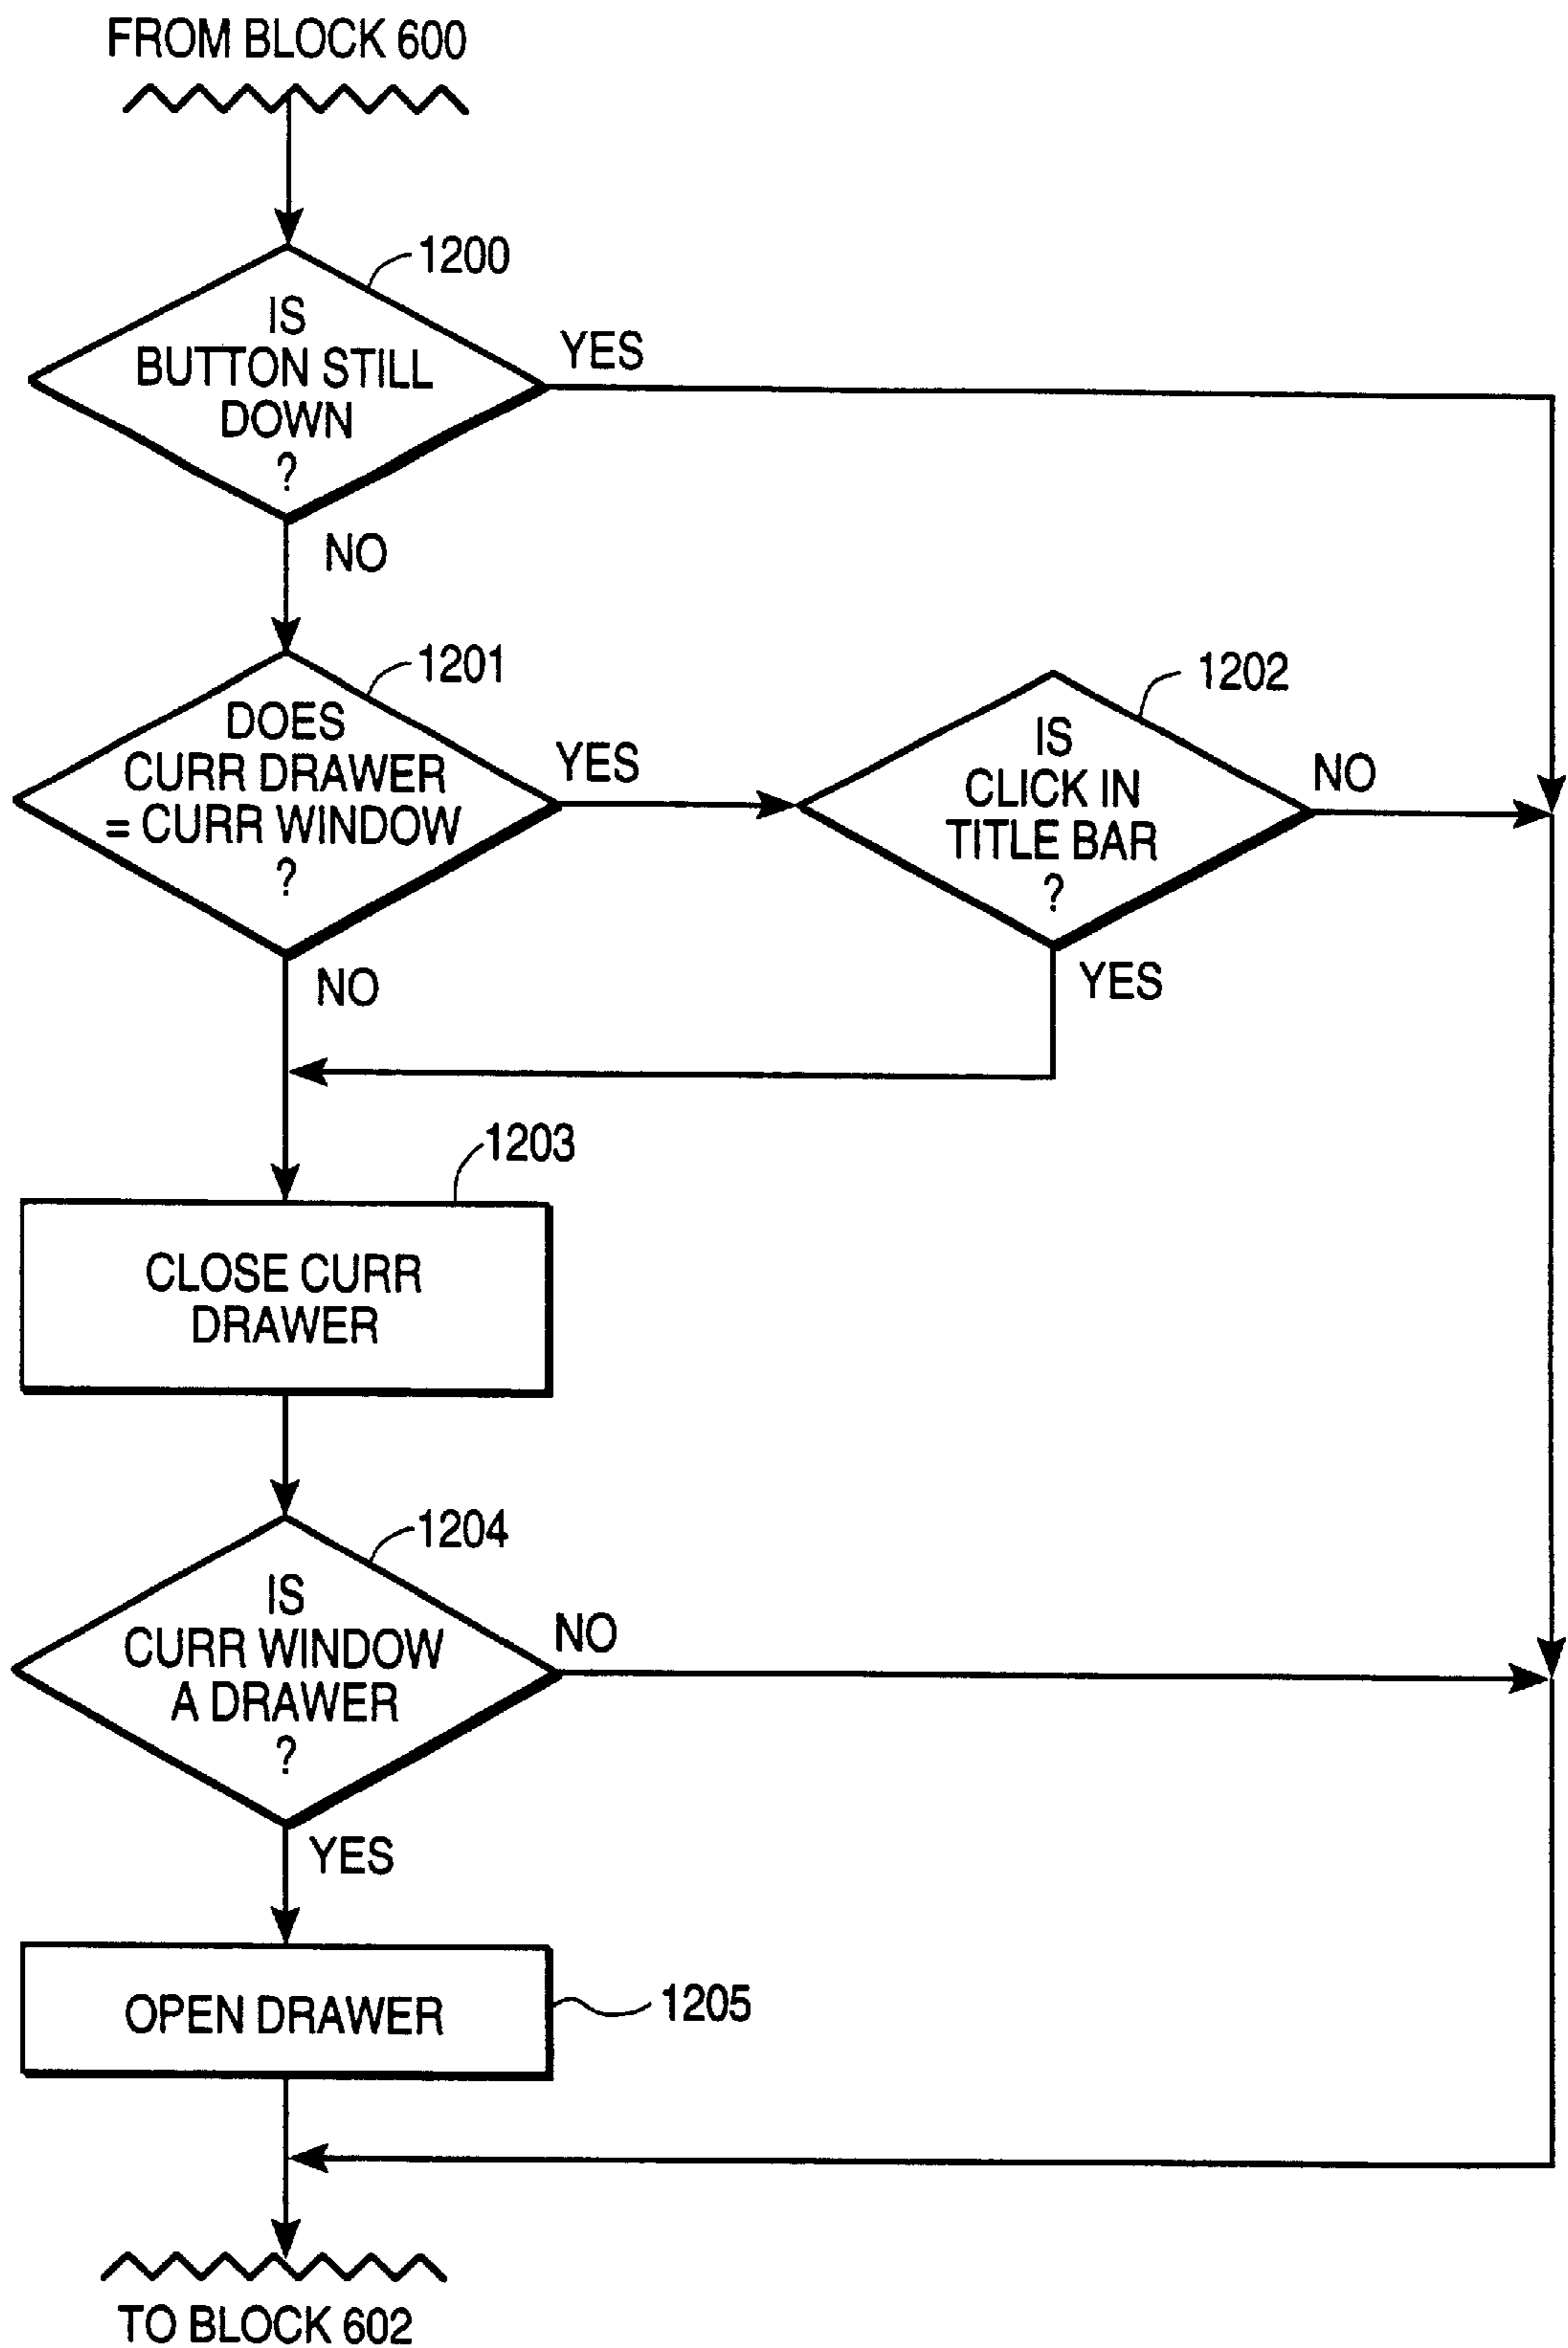 FROM BLOCK 600
1200
IS
BUTTON STILL
DOWN
?
YES
NO
1201
DOES
CURR DRAWER
= CURR WINDOW
?
YES
NO
1202
IS
CLICK IN
TITLE BAR
?
NO
YES
1203
CLOSE CURR
DRAWER
1204
IS
CURR WINDOW
A DRAWER
?
NO
YES
OPEN DRAWER
1205
TO BLOCK 602